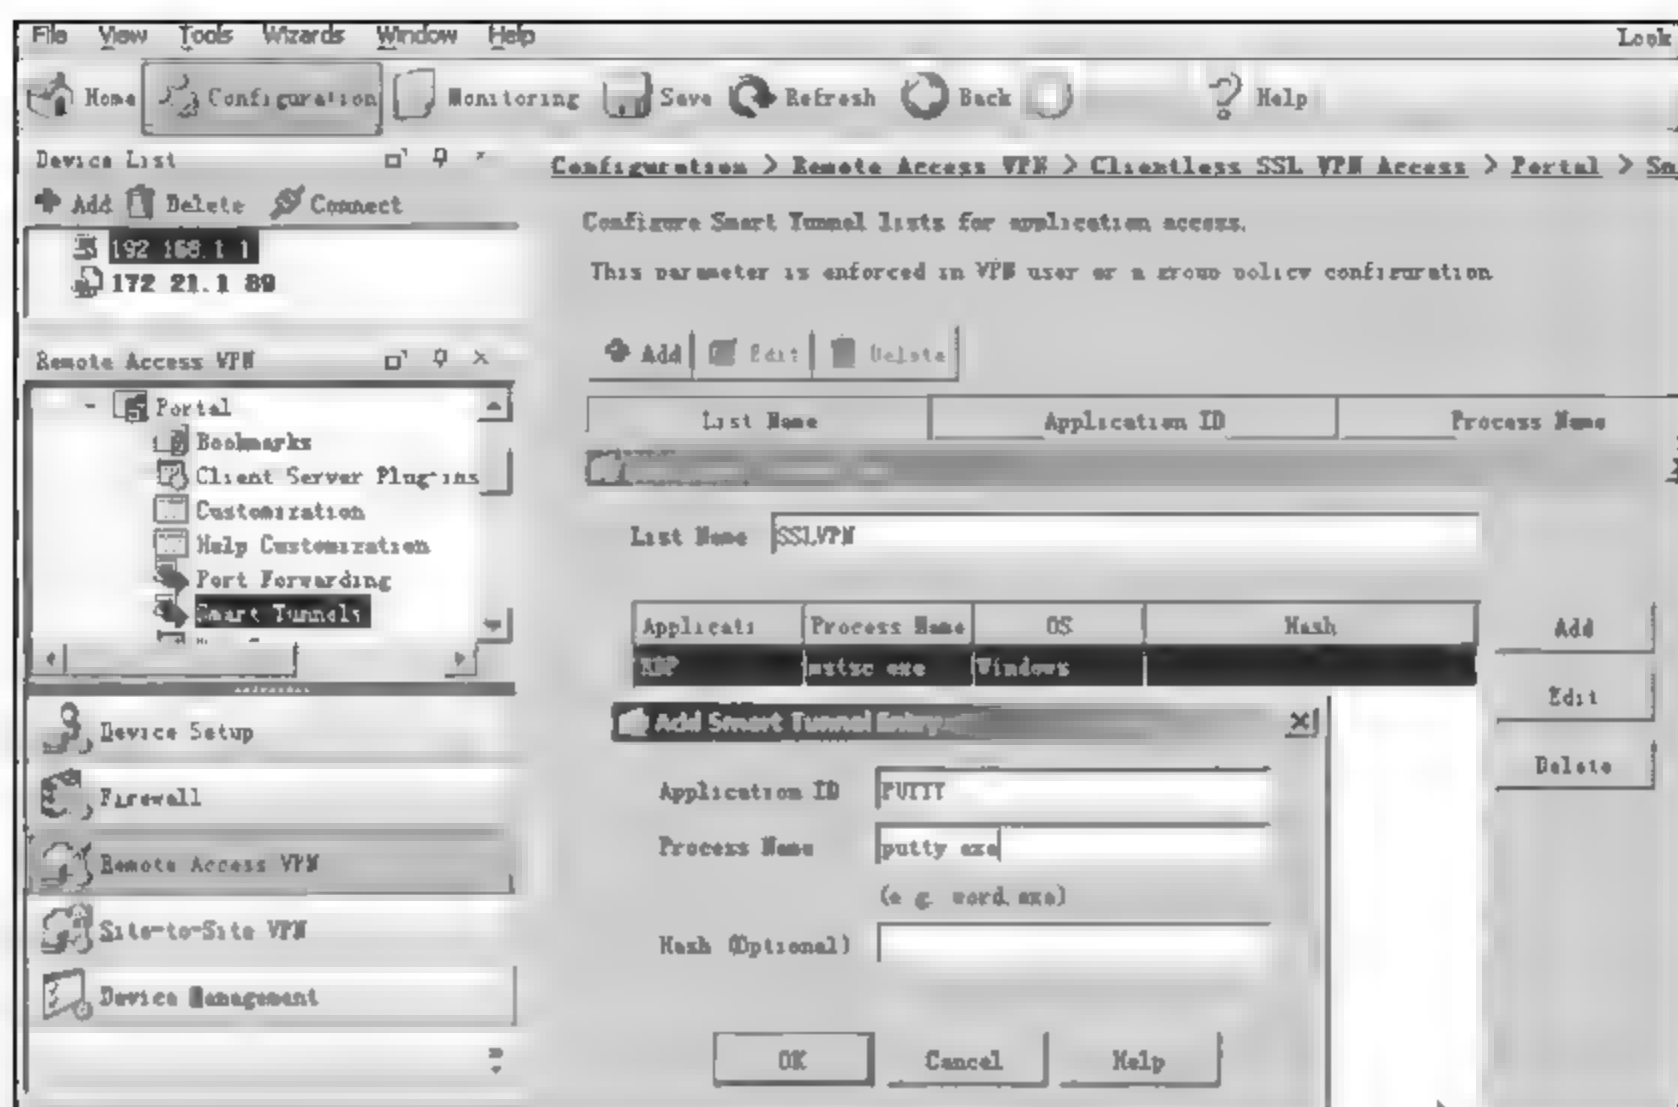 File View Tools Wizards Window Help Look
Home Configuration Monitoring Save Refresh Back Help
Device List
Add Delete Connect
192 168.1 1
172 21.1 89
Configuration > Remote Access VPN > Clientless SSL VPN Access > Portal >
Configure Smart Tunnel lists for application access.
This parameter is enforced in VPN user or a group policy configuration
Add Edit Delete
List Name Application ID Process Name
Remote Access VPN
Portal
Bookmarks
Client Server Plug-ins
Customization
Help Customization
Port Forwarding
Smart Tunnels
Device Setup
Firewall
Remote Access VPN
Site-to-Site VPN
Device Management
List Name SSLVPN
Applicati Process Name OS Hash
RDP mstsc exe Windows
Add
Edit
Delete
Add Smart Tunnel Entry
Application ID PUTTY
Process Name putty exe
(e g. word.exe)
Hash (Optional)
OK Cancel Help